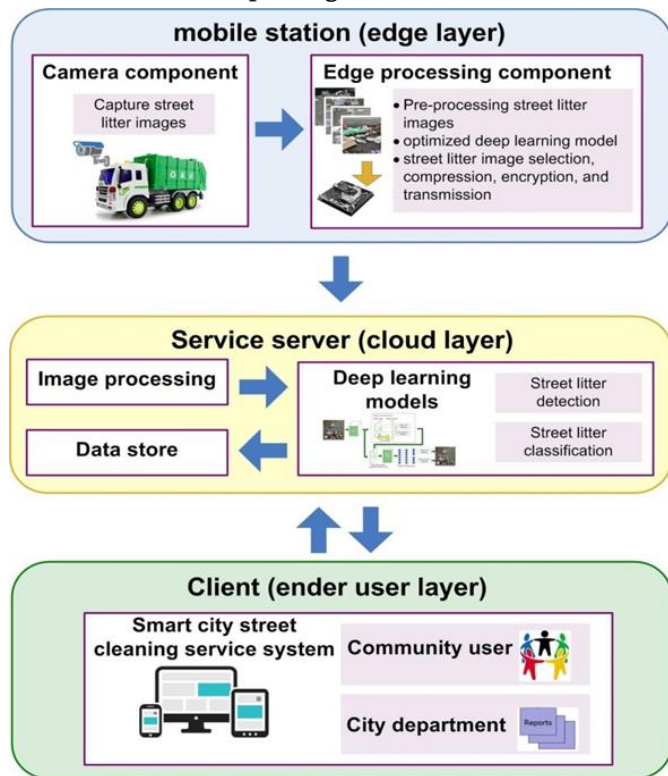 mobile station (edge layer)
Camera component
Capture street
litter images
Edge processing component
• Pre-processing street litter
images
• optimized deep learning model
• street litter image selection,
compression, encryption, and
transmission
Service server (cloud layer)
Image processing
Data store
Deep learning
models
Street litter
detection
Street litter
classification
Client (ender user layer)
Smart city street
cleaning service system
Community user
City department
Reports